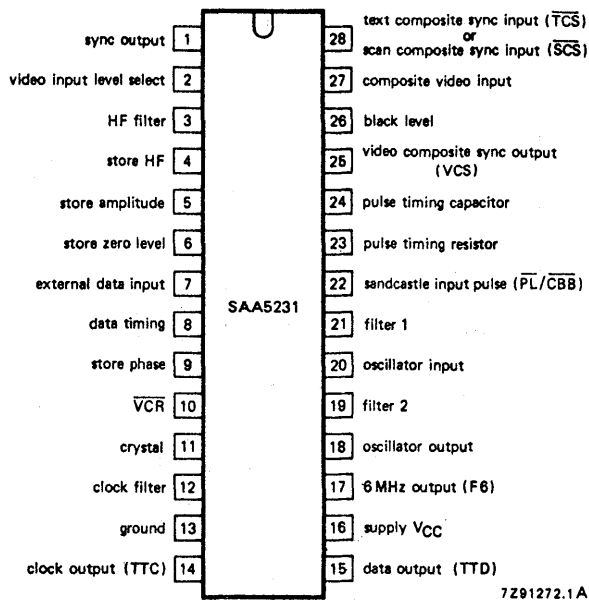 sync output 1
video input level select 2
HF filter 3
store HF 4
store amplitude 5
store zero level 6
external data input 7
data timing 8
store phase 9
VCR 10
crystal 11
clock filter 12
ground 13
clock output (TTC) 14
SAA5231
28 text composite sync input (TCS)
or
scan composite sync input (SCS)
27 composite video input
26 black level
25 video composite sync output
(VCS)
24 pulse timing capacitor
23 pulse timing resistor
22 sandcastle input pulse (PL/CBB)
21 filter 1
20 oscillator input
19 filter 2
18 oscillator output
17 6 MHz output (F6)
16 supply VCC
15 data output (TTD)
7Z91272.1A